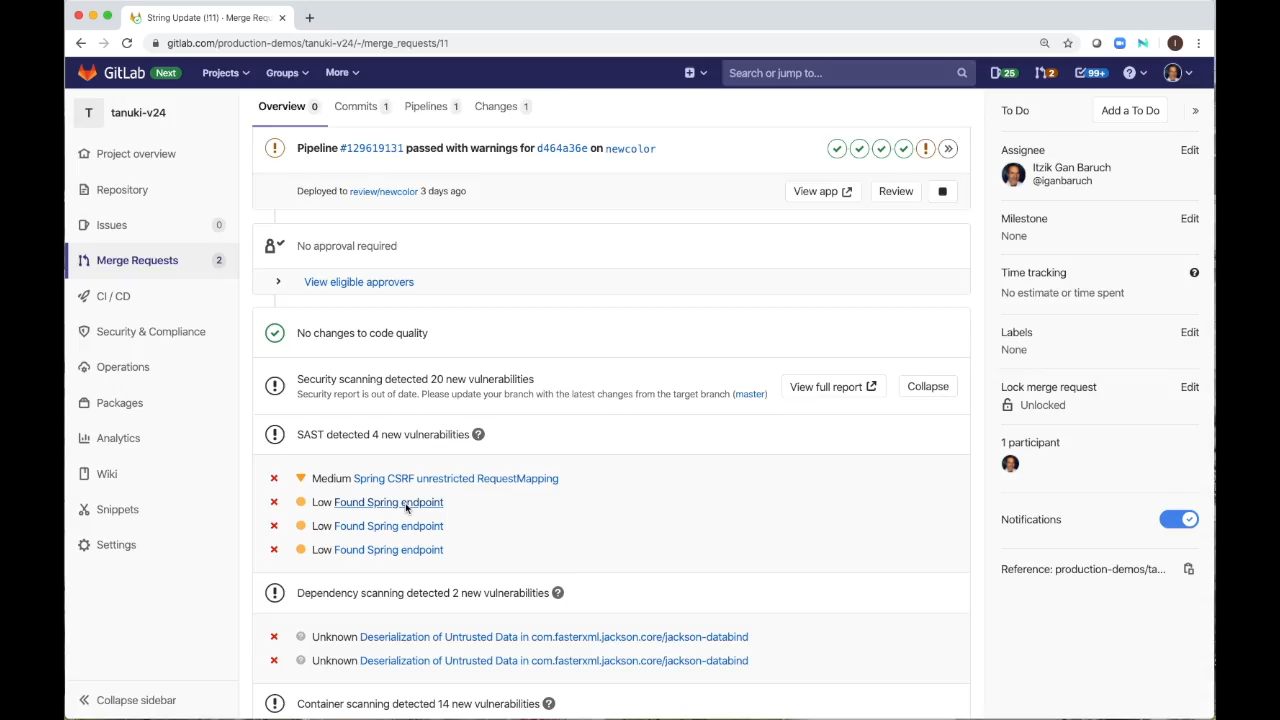 String Update (!11) · Merge Requ
gitlab.com/production-demos/tanuki-v24/-/merge_requests/11
I
GitLab Next Projects Groups More Search or jump to... 25 2 99+
T tanuki-v24
Project overview
Repository
Issues 0
Merge Requests 2
CI / CD
Security & Compliance
Operations
Packages
Analytics
Wiki
Snippets
Settings
Collapse sidebar
Overview 0 Commits 1 Pipelines 1 Changes 1
Pipeline #129619131 passed with warnings for d464a36e on newcolor
Deployed to review/newcolor 3 days ago View app Review
No approval required
View eligible approvers
No changes to code quality
Security scanning detected 20 new vulnerabilities
Security report is out of date. Please update your branch with the latest changes from the target branch (master)
View full report Collapse
SAST detected 4 new vulnerabilities
Medium Spring CSRF unrestricted RequestMapping
Low Found Spring endpoint
Low Found Spring endpoint
Low Found Spring endpoint
Dependency scanning detected 2 new vulnerabilities
Unknown Deserialization of Untrusted Data in com.fasterxml.jackson.core/jackson-databind
Unknown Deserialization of Untrusted Data in com.fasterxml.jackson.core/jackson-databind
Container scanning detected 14 new vulnerabilities
To Do Add a To Do
Assignee Edit
Itzik Gan Baruch
@iganbaruch
Milestone Edit
None
Time tracking
No estimate or time spent
Labels Edit
None
Lock merge request Edit
Unlocked
1 participant
Notifications
Reference: production-demos/ta...